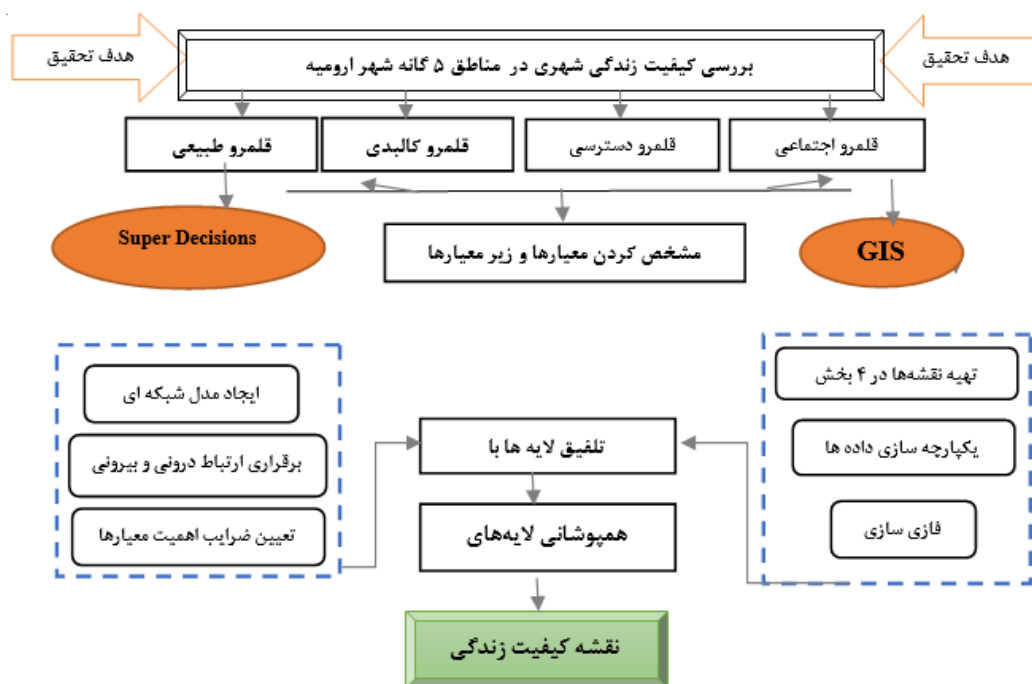 هدف تحقیق
بررسی کیفیت زندگی شهری در مناطق ۵ گانه شهر ارومیه
هدف تحقیق
قلمرو اجتماعی
قلمرو دسترسی
قلمرو کالبدی
قلمرو طبیعی
GIS
مشخص کردن معیارها و زیر معیارها
Super Decisions
تهیه نقشه‌ها در ۴ بخش
یکپارچه سازی داده ها
فازی سازی
ایجاد مدل شبکه ای
برقراری ارتباط درونی و بیرونی
تعیین ضرایب اهمیت معیارها
تلفیق لایه ها با
همپوشانی لایه‌های
نقشه کیفیت زندگی